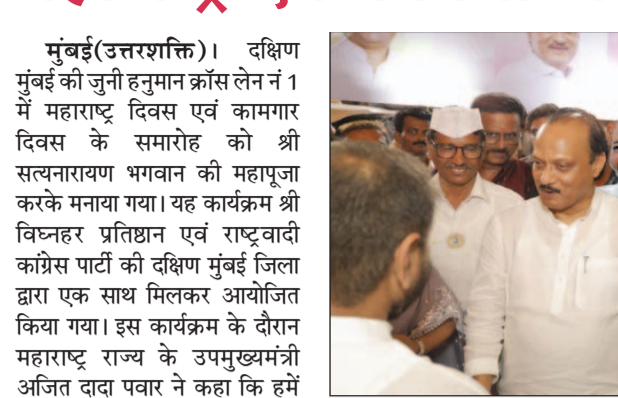 मुंबई(उत्तरशक्ति)। दक्षिण
मुंबई की जुनी हनुमान क्रॉस लेन नं 1
में महाराष्ट्र दिवस एवं कामगार
दिवस के समारोह को श्री
सत्यनारायण भगवान की महापूजा
करके मनाया गया। यह कार्यक्रम श्री
विघ्नहर प्रतिष्ठान एवं राष्ट्रवादी
कांग्रेस पार्टी की दक्षिण मुंबई जिला
द्वारा एक साथ मिलकर आयोजित
किया गया। इस कार्यक्रम के दौरान
महाराष्ट्र राज्य के उपमुख्यमंत्री
अजित दादा पवार ने कहा कि हमें